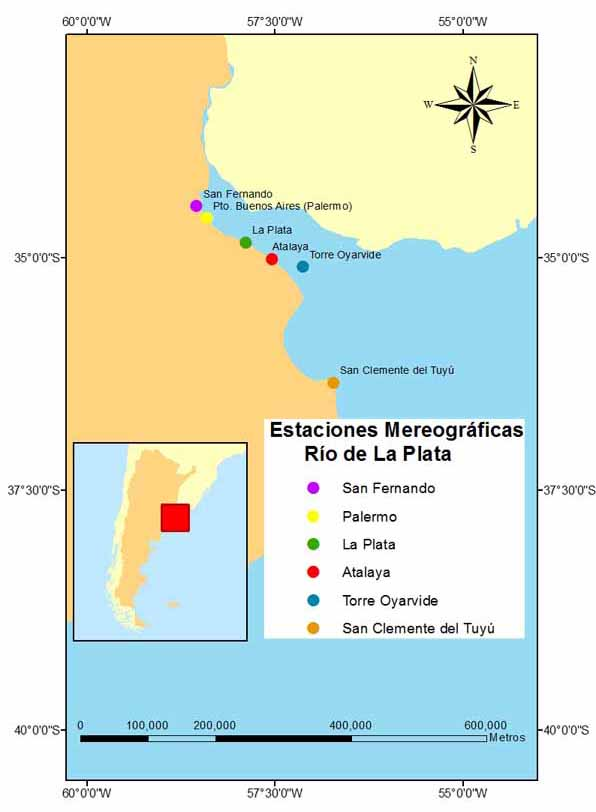 60°0'0"W 57°30'0"W 55°0'0"W
N
W E
S
San Fernando
Pto. Buenos Aires (Palermo)
La Plata
Atalaya
Torre Oyarvide
35°0'0"S 35°0'0"S
San Clemente del Tuyú
Estaciones Mereográficas
Río de La Plata
San Fernando
Palermo
La Plata
Atalaya
Torre Oyarvide
San Clemente del Tuyú
37°30'0"S 37°30'0"S
0 100,000 200,000 400,000 600,000
Metros
40°0'0"S 40°0'0"S
60°0'0"W 57°30'0"W 55°0'0"W